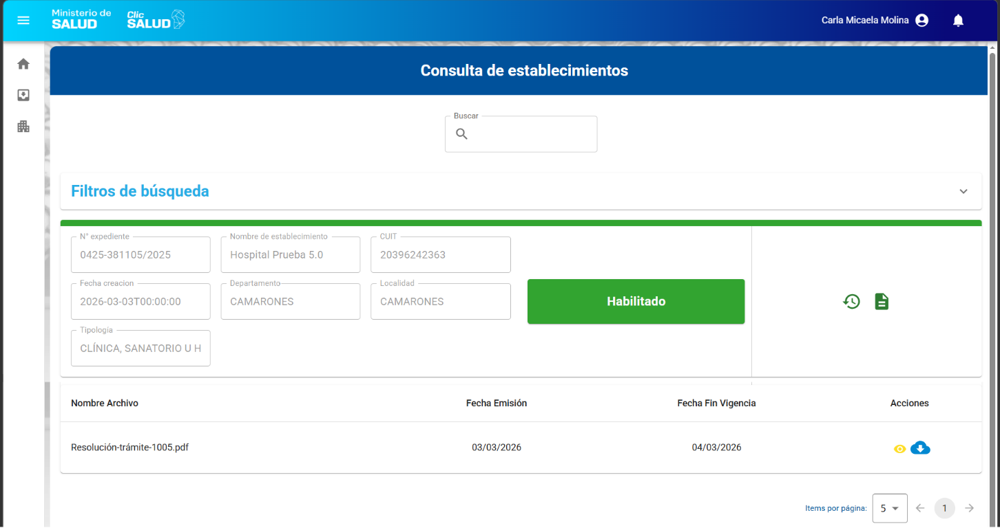 Ministerio de
SALUD
Clic
SALUD
Carla Micaela Molina
Consulta de establecimientos
Buscar
Filtros de búsqueda
N° expediente
0425-381105/2025
Nombre de establecimiento
Hospital Prueba 5.0
CUIT
20396242363
Fecha creacion
2026-03-03T00:00:00
Departamento
CAMARONES
Localidad
CAMARONES
Habilitado
Tipologia
CLÍNICA, SANATORIO U H
Nombre Archivo Fecha Emisión Fecha Fin Vigencia Acciones
Resolución-trámite-1005.pdf 03/03/2026 04/03/2026
Items por página: 5 1